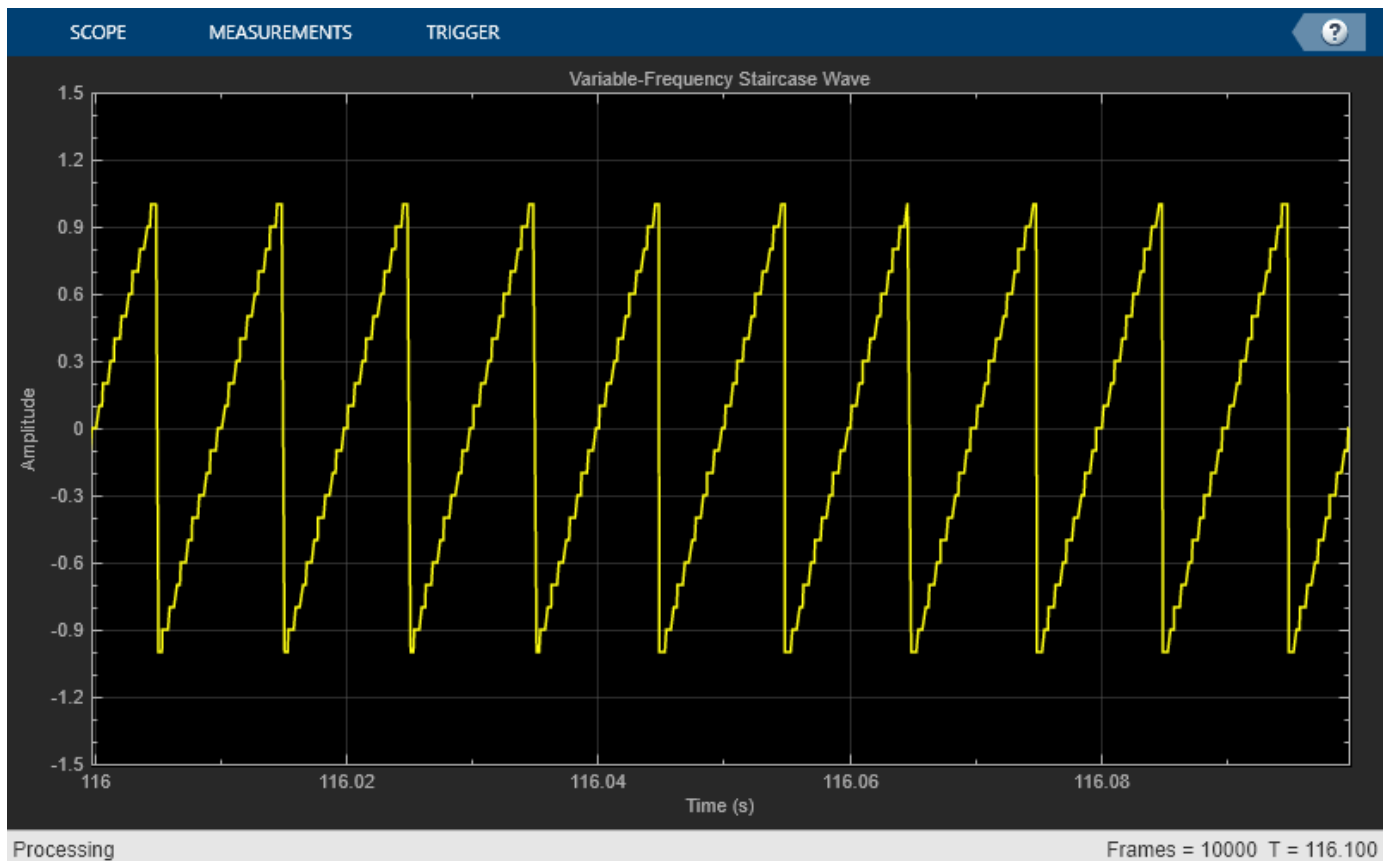 SCOPE MEASUREMENTS TRIGGER ?
Variable-Frequency Staircase Wave
1.5
1.2
0.9
0.6
0.3
0
-0.3
-0.6
-0.9
-1.2
-1.5
Amplitude
116 116.02 116.04 116.06 116.08
Time (s)
Processing Frames = 10000 T = 116.100